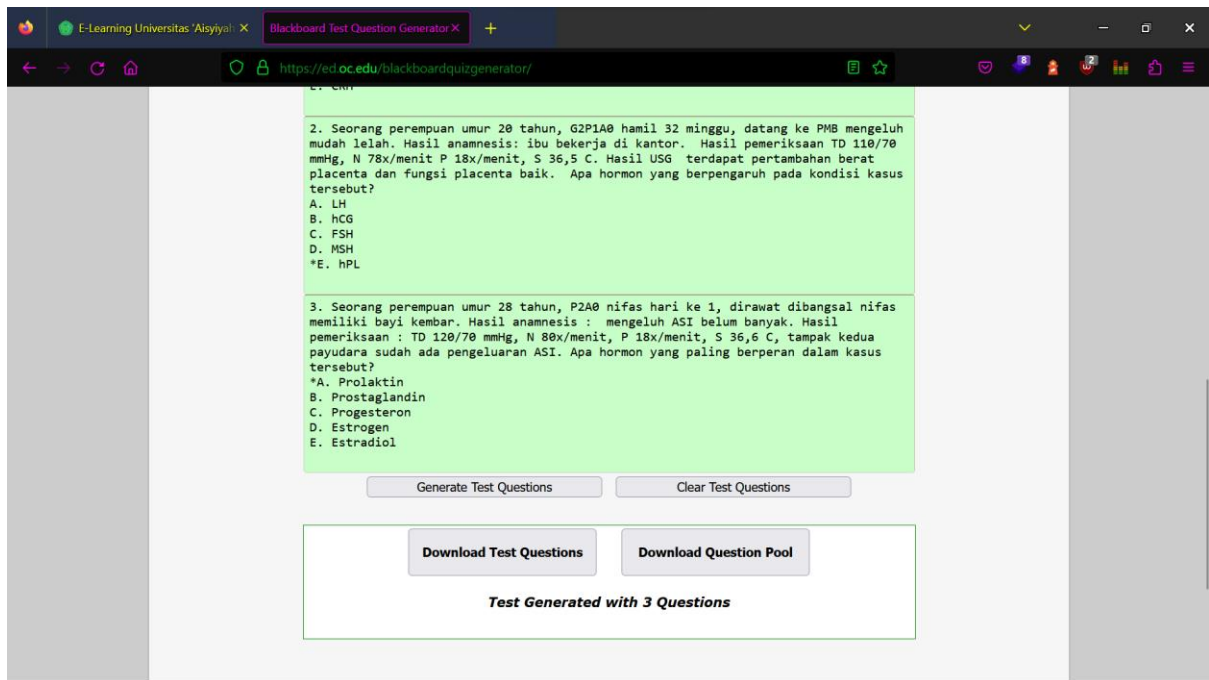 E-Learning Universitas 'Aisyiyah
Blackboard Test Question Generator
https://ed.oc.edu/blackboardquizgenerator/
8
2
2. Seorang perempuan umur 20 tahun, G2P1A0 hamil 32 minggu, datang ke PMB mengeluh
mudah lelah. Hasil anamnesis: ibu bekerja di kantor.  Hasil pemeriksaan TD 110/70
mmHg, N 78x/menit P 18x/menit, S 36,5 C. Hasil USG  terdapat pertambahan berat
placenta dan fungsi placenta baik.  Apa hormon yang berpengaruh pada kondisi kasus
tersebut?
A. LH
B. hCG
C. FSH
D. MSH
*E. hPL
3. Seorang perempuan umur 28 tahun, P2A0 nifas hari ke 1, dirawat dibangsal nifas
memiliki bayi kembar. Hasil anamnesis :  mengeluh ASI belum banyak. Hasil
pemeriksaan : TD 120/70 mmHg, N 80x/menit, P 18x/menit, S 36,6 C, tampak kedua
payudara sudah ada pengeluaran ASI. Apa hormon yang paling berperan dalam kasus
tersebut?
*A. Prolaktin
B. Prostaglandin
C. Progesteron
D. Estrogen
E. Estradiol
Generate Test Questions
Clear Test Questions
Download Test Questions
Download Question Pool
Test Generated with 3 Questions